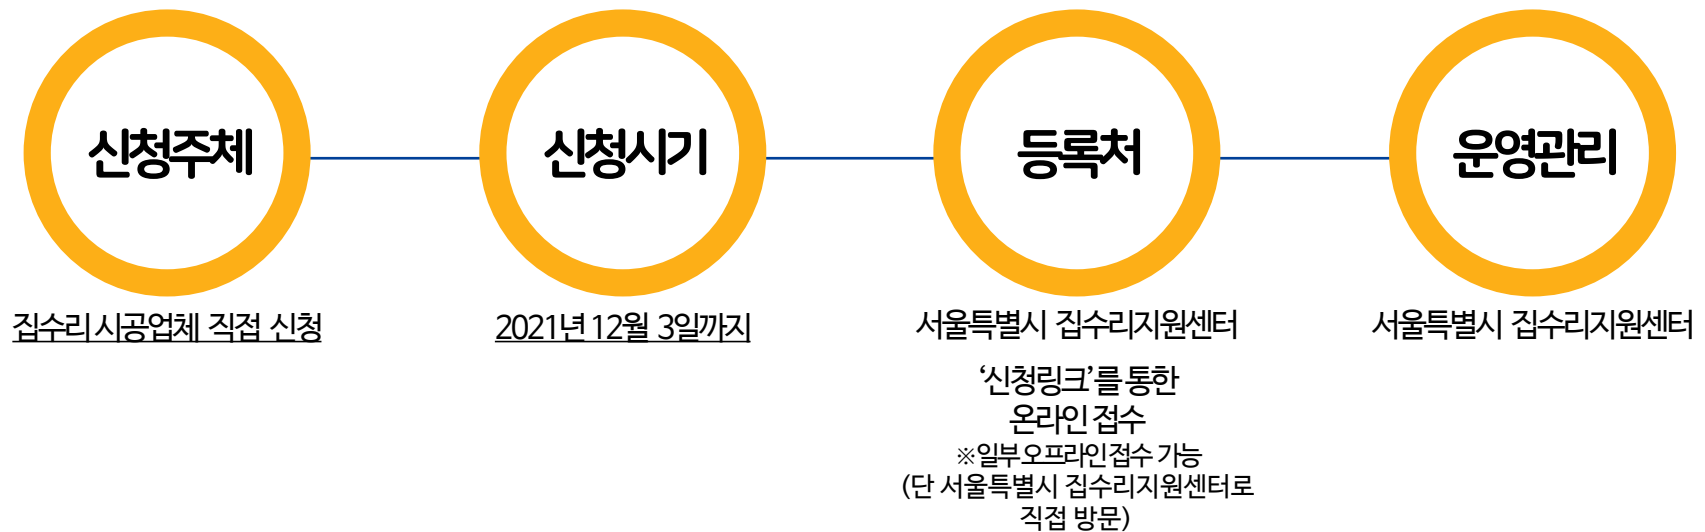 신청주체
신청시기
등록처
운영관리
집수리 시공업체 직접 신청
2021년 12월 3일까지
서울특별시 집수리지원센터
서울특별시 집수리지원센터
‘신청링크’를 통한
온라인 접수
※일부 오프라인 접수 가능
(단 서울특별시 집수리지원센터로
직접 방문)